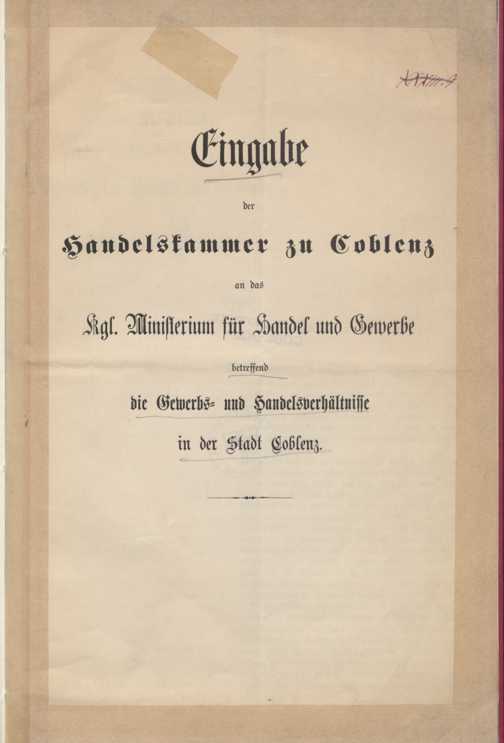 Eingabe
der
Handelskammer zu Coblenz
an das
Kgl. Ministerium für Handel und Gewerbe
betreffend
die Gewerbs- und Handelsverhältnisse
in der Stadt Coblenz.